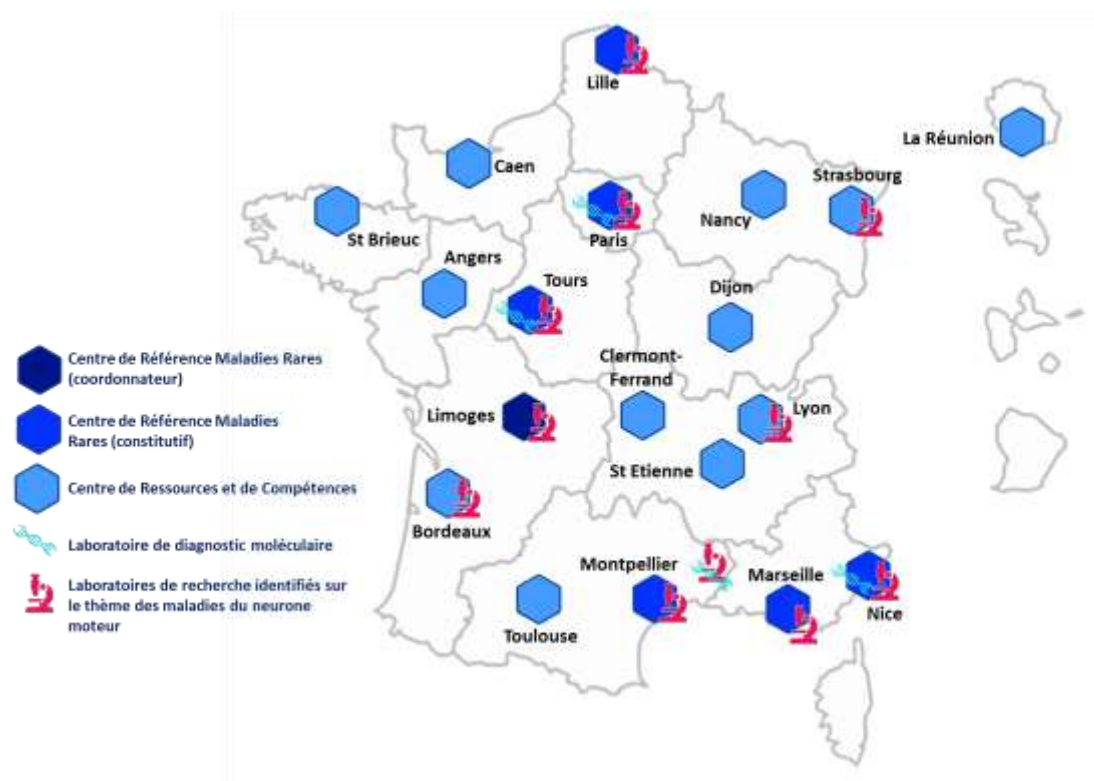 Lille
La Réunion
Caen
Strasbourg
Nancy
St Brieuc
Paris
Angers
Tours
Dijon
Centre de Référence Maladies Rares
(coordonnateur)
Centre de Référence Maladies
Rares (constitutif)
Centre de Ressources et de Compétences
Laboratoire de diagnostic moléculaire
Laboratoires de recherche identifiés sur
le thème des maladies du neurone
moteur
Clermont-
Ferrand
Limoges
Lyon
St Etienne
Bordeaux
Montpellier
Marseille
Toulouse
Nice